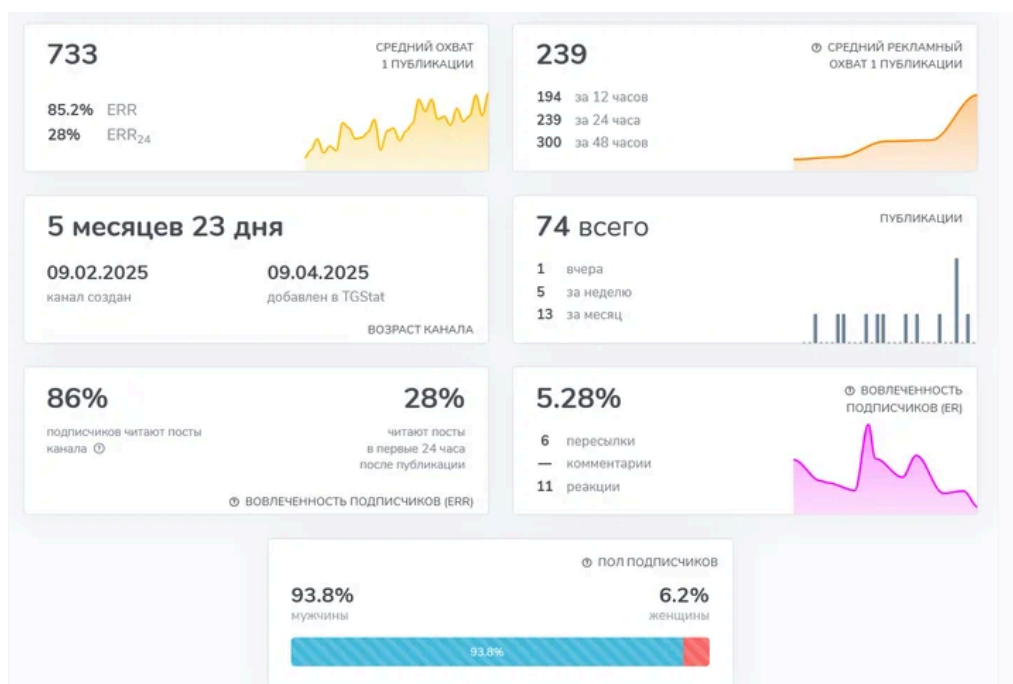 733
СРЕДНИЙ ОХВАТ
1 ПУБЛИКАЦИИ
85.2% ERR
28% ERR24
239
СРЕДНИЙ РЕКЛАМНЫЙ
ОХВАТ 1 ПУБЛИКАЦИИ
194 за 12 часов
239 за 24 часа
300 за 48 часов
5 месяцев 23 дня
09.02.2025
канал создан
09.04.2025
добавлен в TGStat
ВОЗРАСТ КАНАЛА
74 всего
ПУБЛИКАЦИИ
1 вчера
5 за неделю
13 за месяц
86%
подписчиков читают посты
канала
28%
читают посты
в первые 24 часа
после публикации
ВОВЛЕЧЕННОСТЬ ПОДПИСЧИКОВ (ERR)
5.28%
ВОВЛЕЧЕННОСТЬ
ПОДПИСЧИКОВ (ER)
6 пересылки
— комментарии
11 реакции
ПОЛ ПОДПИСЧИКОВ
93.8%
мужчины
6.2%
женщины
93.8%